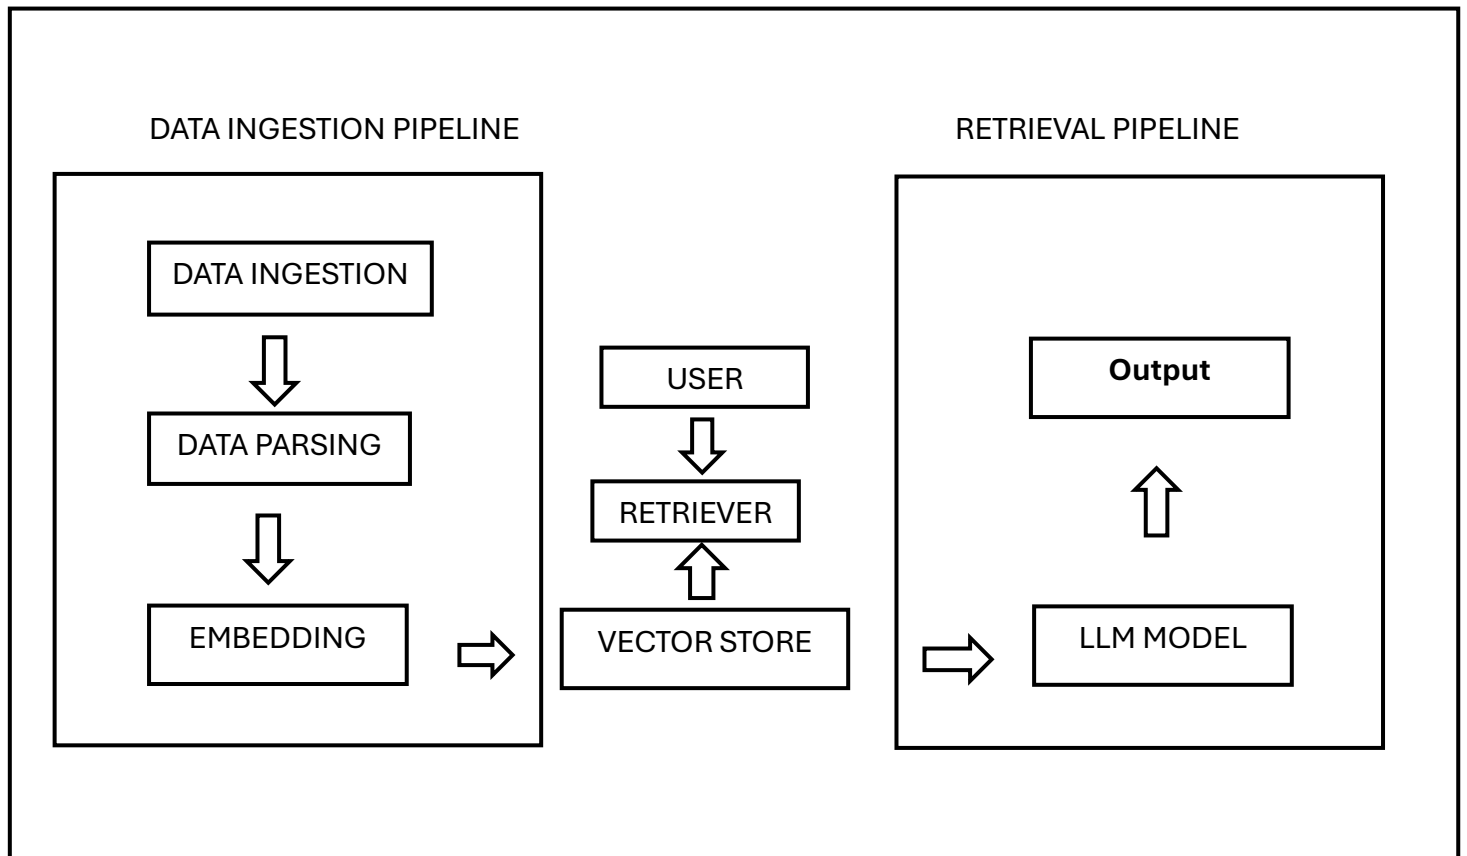 DATA INGESTION PIPELINE
RETRIEVAL PIPELINE
DATA INGESTION
DATA PARSING
EMBEDDING
USER
RETRIEVER
VECTOR STORE
Output
LLM MODEL